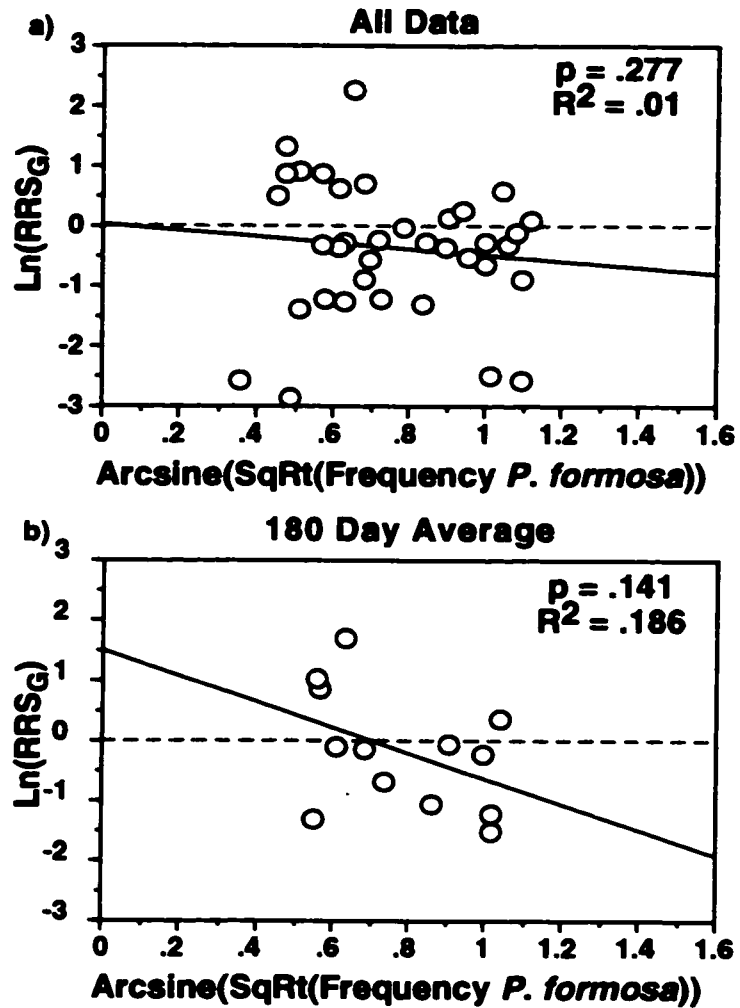 a)
All Data
p = .277
R² = .01
Ln(RRS_G)
3
2
1
0
-1
-2
-3
0 .2 .4 .6 .8 1 1.2 1.4 1.6
Arcsine(SqRt(Frequency P. formosa))
b)
180 Day Average
p = .141
R² = .186
Ln(RRS_G)
3
2
1
0
-1
-2
-3
0 .2 .4 .6 .8 1 1.2 1.4 1.6
Arcsine(SqRt(Frequency P. formosa))